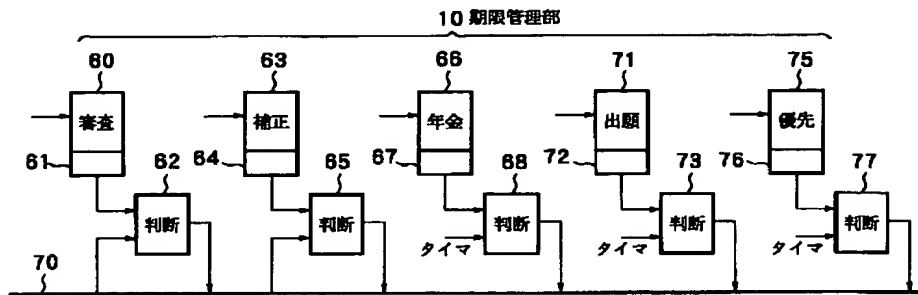 10 期限管理部
60 63 66 71 75
審査 補正 年金 出願 優先
61 62 64 65 67 68 72 73 76 77
判断 判断 判断 判断 判断
タイマ タイマ タイマ
70